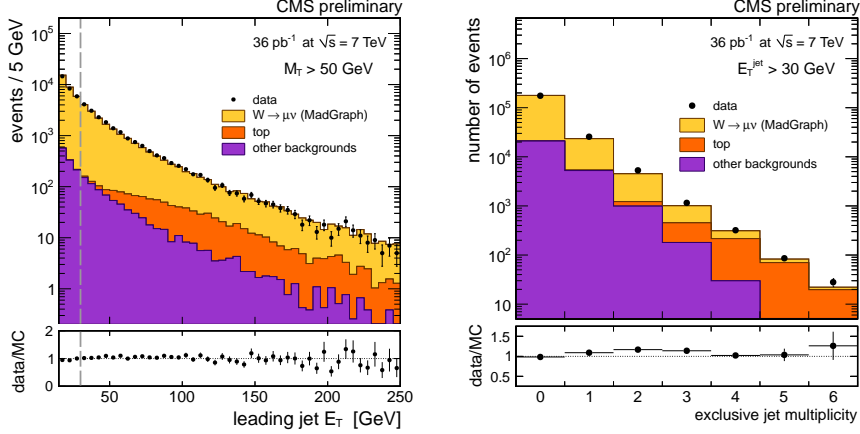 CMS preliminary
events / 5 GeV
10⁵
10⁴
10³
10²
10
1
36 pb⁻¹ at √s = 7 TeV
M_T > 50 GeV
data
W → μν (MadGraph)
top
other backgrounds
data/MC
2
1
0
50 100 150 200 250
leading jet E_T [GeV]
CMS preliminary
number of events
10⁶
10⁵
10⁴
10³
10²
10
36 pb⁻¹ at √s = 7 TeV
E_T^jet > 30 GeV
data
W → μν (MadGraph)
top
other backgrounds
data/MC
1.5
1
0.5
0 1 2 3 4 5 6
exclusive jet multiplicity